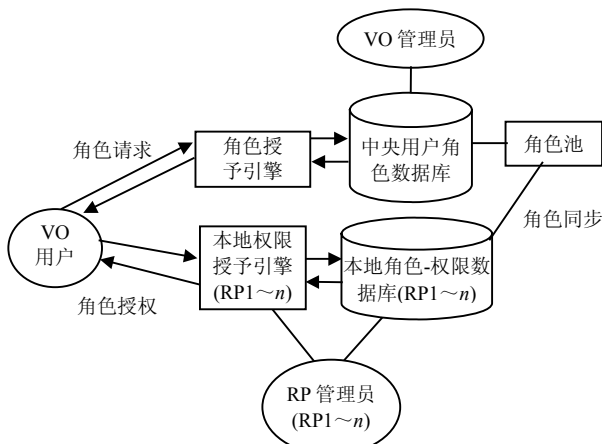 VO 管理员
角色请求
角色授
予引擎
中央用户角
色数据库
角色池
VO
用户
本地权限
授予引擎
(RP1～n)
本地角色-权限数
据库(RP1～n)
角色同步
角色授权
RP 管理员
(RP1～n)